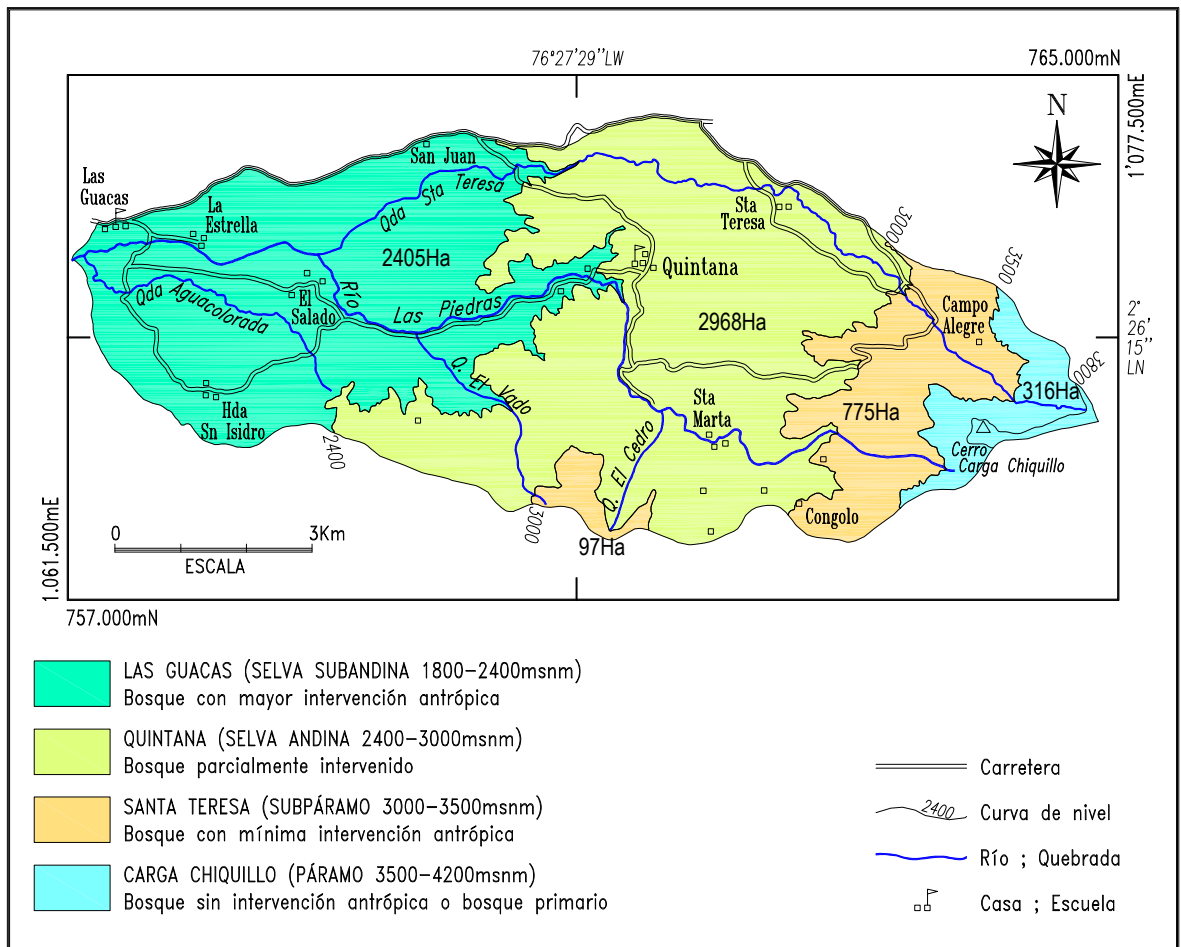 76°27'29''LW
765.000mN
1°077.500mE
N
Las
Guacas
San Juan
La
Estrella
Qda Sta Teresa
2405Ha
Sta
Teresa
3000
3500
Quintana
Qda Aguacolorada
El
Salado
Río
Las Piedras
2968Ha
Campo
Alegre
2°
26'
15''
LN
3800
316Ha
Q. El Vado
Hda
Sn Isidro
2400
Sta
Marta
775Ha
Cerro
Carga Chiquillo
Q. El Cedro
3000
97Ha
Congolo
1.061.500mE
0 3Km
ESCALA
757.000mN
LAS GUACAS (SELVA SUBANDINA 1800-2400msnm)
Bosque con mayor intervención antrópica
QUINTANA (SELVA ANDINA 2400-3000msnm)
Bosque parcialmente intervenido
SANTA TERESA (SUBPÁRAMO 3000-3500msnm)
Bosque con mínima intervención antrópica
CARGA CHIQUILLO (PÁRAMO 3500-4200msnm)
Bosque sin intervención antrópica o bosque primario
Carretera
2400 Curva de nivel
Río ; Quebrada
Casa ; Escuela